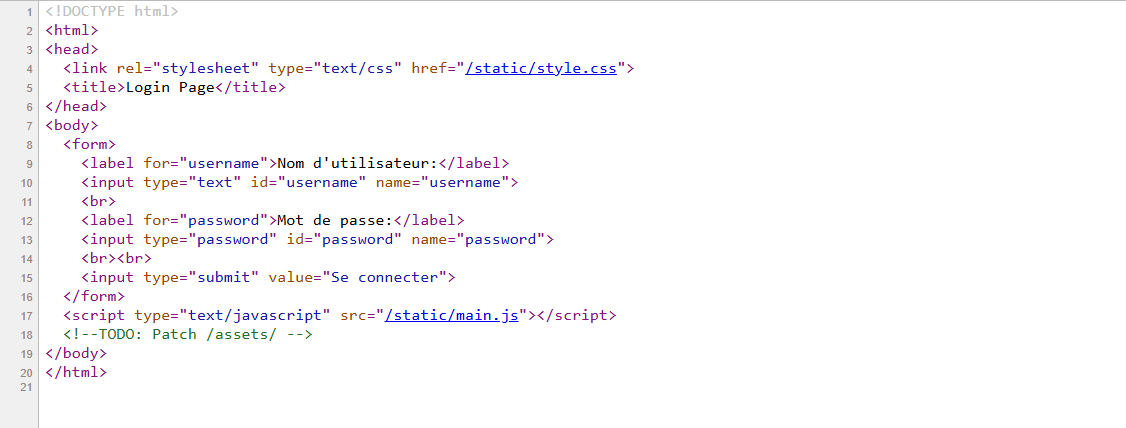 1 <!DOCTYPE html>
2 <html>
3 <head>
4 <link rel="stylesheet" type="text/css" href="/static/style.css">
5 <title>Login Page</title>
6 </head>
7 <body>
8 <form>
9 <label for="username">Nom d'utilisateur:</label>
10 <input type="text" id="username" name="username">
11 <br>
12 <label for="password">Mot de passe:</label>
13 <input type="password" id="password" name="password">
14 <br><br>
15 <input type="submit" value="Se connecter">
16 </form>
17 <script type="text/javascript" src="/static/main.js"></script>
18 <!--TODO: Patch /assets/ -->
19 </body>
20 </html>
21